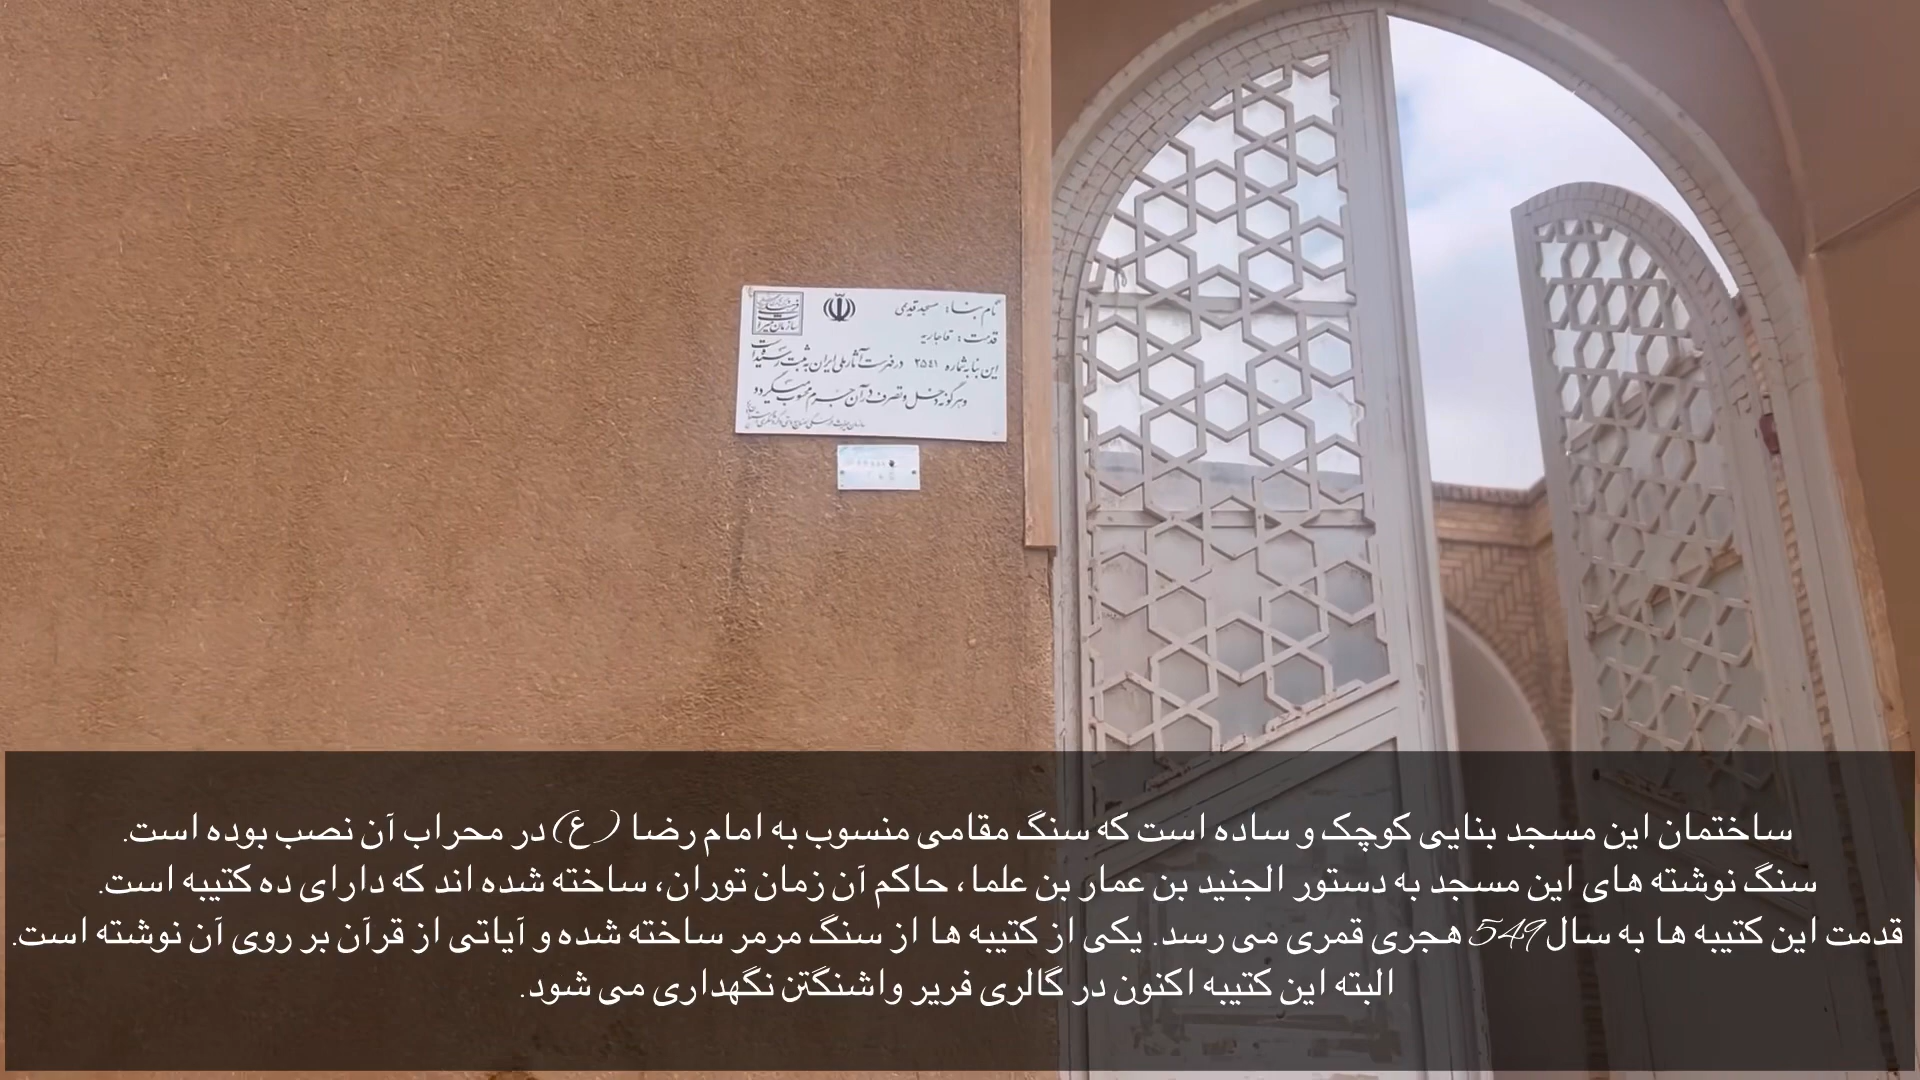 نام بنا: مسجد قدیمی
قدمت: قاجاریه
این بنا به شماره ۲۵۴۱ در فهرست آثار ملی ایران به ثبت رسیده است
و هرگونه دخل و تصرف در آن جرم محسوب میگردد
ساختمان این مسجد بنایی کوچک و ساده است که سنگ مقامی منسوب به امام رضا (ع) در محراب آن نصب بوده است.
سنگ نوشته های این مسجد به دستور الجنید بن عمار بن علما، حاکم آن زمان توران، ساخته شده اند که دارای ده کتیبه است.
قدمت این کتیبه ها به سال 549 هجری قمری می رسد. یکی از کتیبه ها از سنگ مرمر ساخته شده و آیاتی از قرآن بر روی آن نوشته است.
البته این کتیبه اکنون در گالری فریر واشنگتن نگهداری می شود.